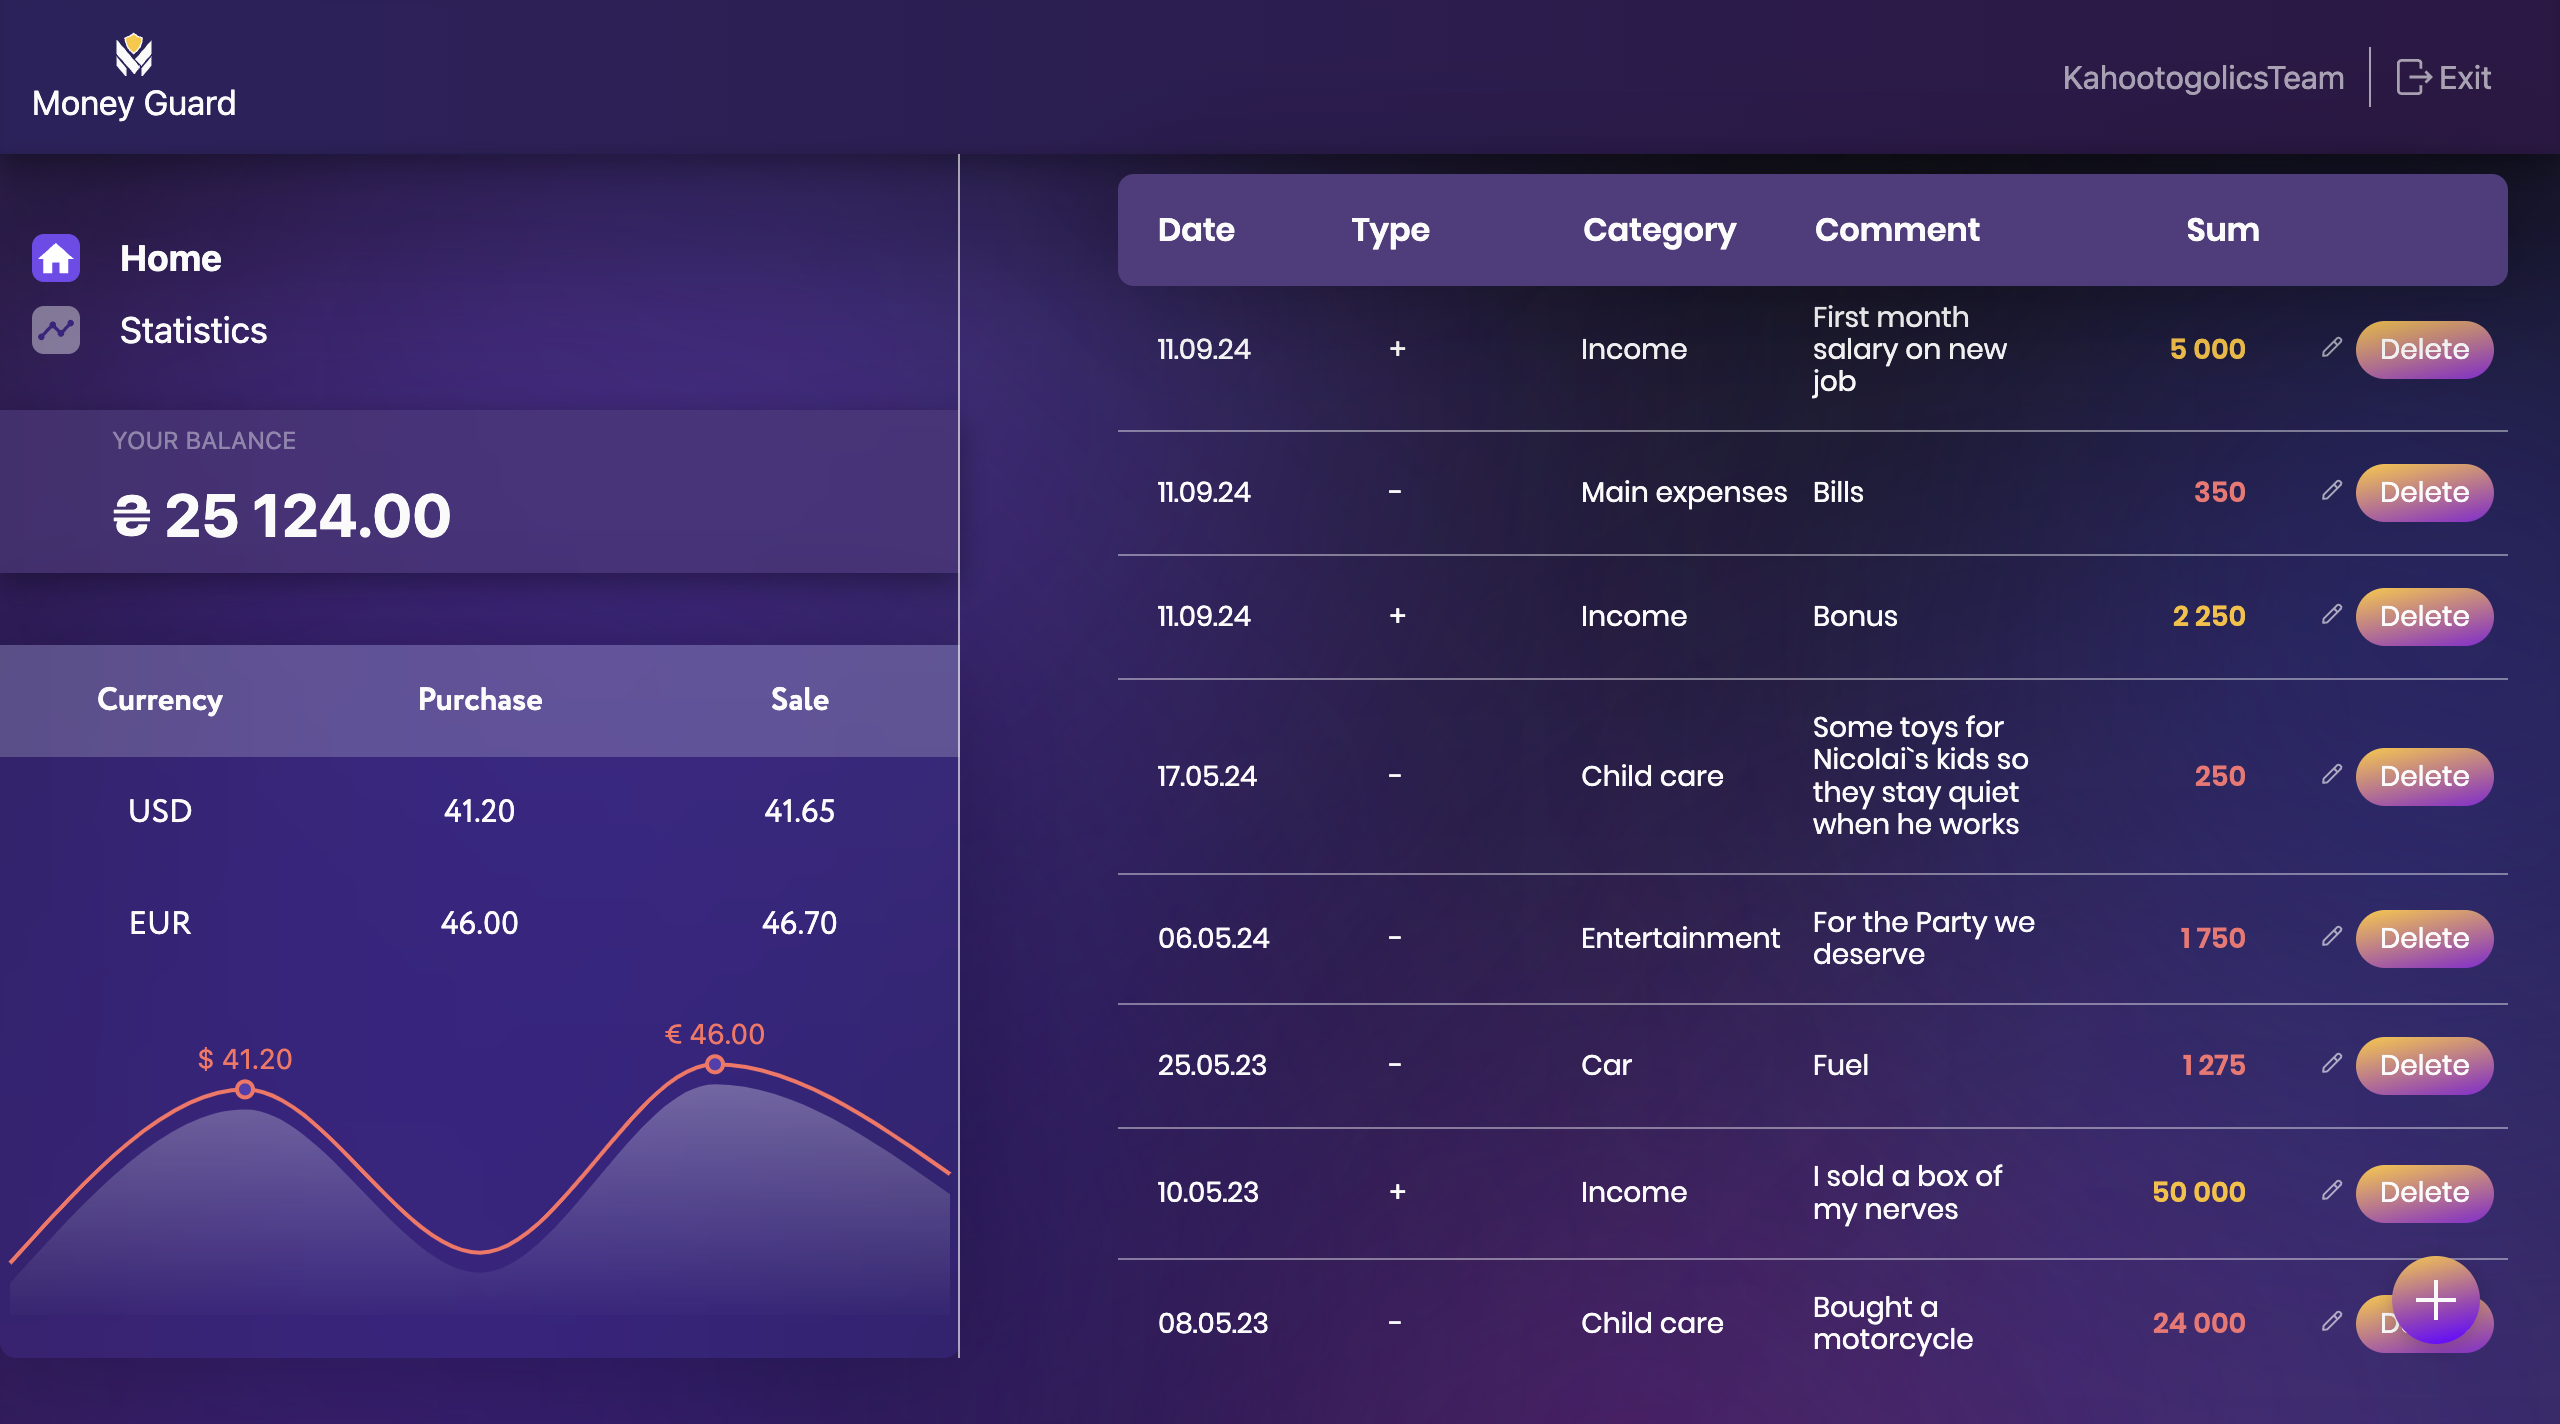 Money Guard
KahootogolicsTeam
Exit
Home
Statistics
YOUR BALANCE
₴ 25 124.00
Currency Purchase Sale
USD 41.20 41.65
EUR 46.00 46.70
$ 41.20
€ 46.00
Date Type Category Comment Sum
11.09.24 + Income First month
salary on new
job
5 000 Delete
11.09.24 - Main expenses Bills 350 Delete
11.09.24 + Income Bonus 2 250 Delete
17.05.24 - Child care Some toys for
Nicolai`s kids so
they stay quiet
when he works
250 Delete
06.05.24 - Entertainment For the Party we
deserve
1 750 Delete
25.05.23 - Car Fuel 1 275 Delete
10.05.23 + Income I sold a box of
my nerves
50 000 Delete
08.05.23 - Child care Bought a
motorcycle
24 000